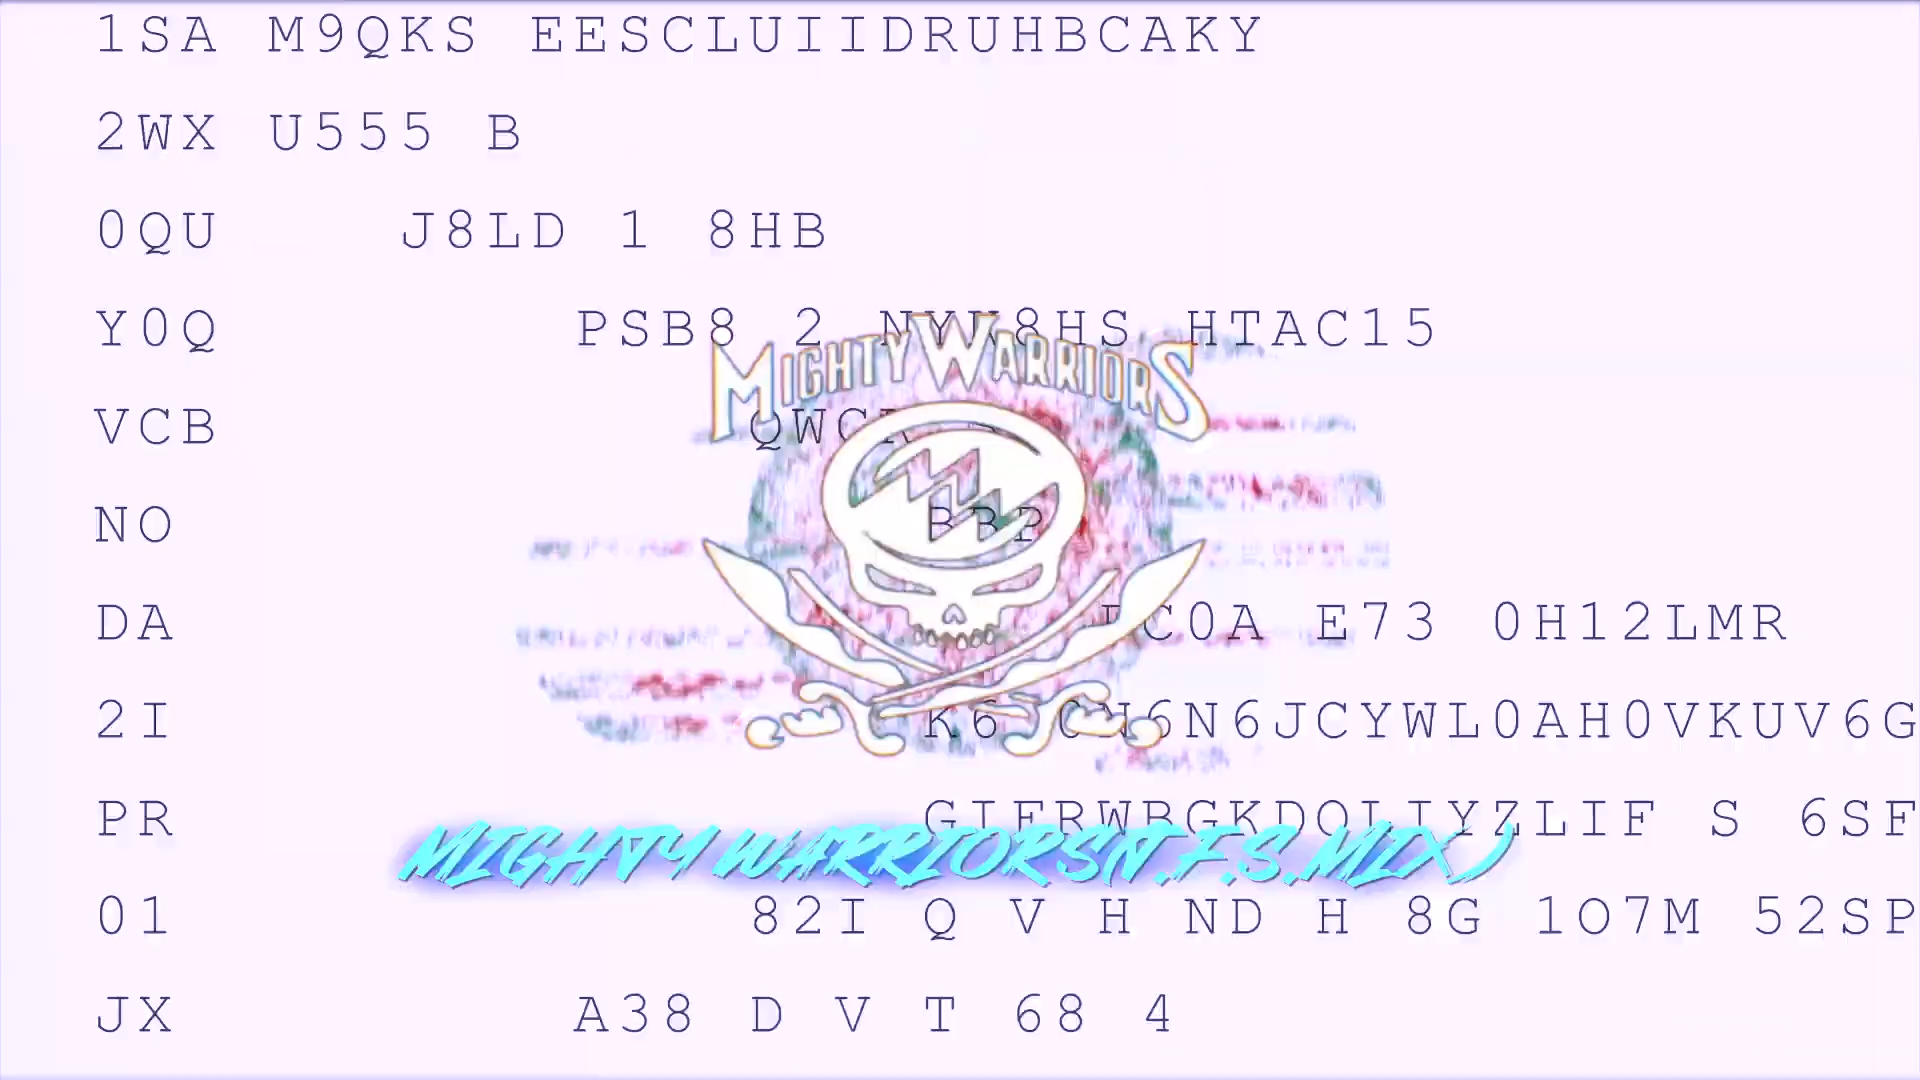 1SA M9QKS EESCLUIIDRUHBCAKY
2WX U555 B
0QU J8LD 1 8HB
Y0Q PSB8 2 HTAC15
MIGHTY WARRIORS
VCB
NO BBP
DA C0A E73 0H12LMR
2I K6 6N6JCYWL0AH0VKUV6G
PR S 6SF
MIGHTY WARRIORS(T.F.S.MIX)
01 82I Q V H ND H 8G 1O7M 52SP
JX A38 D V T 68 4